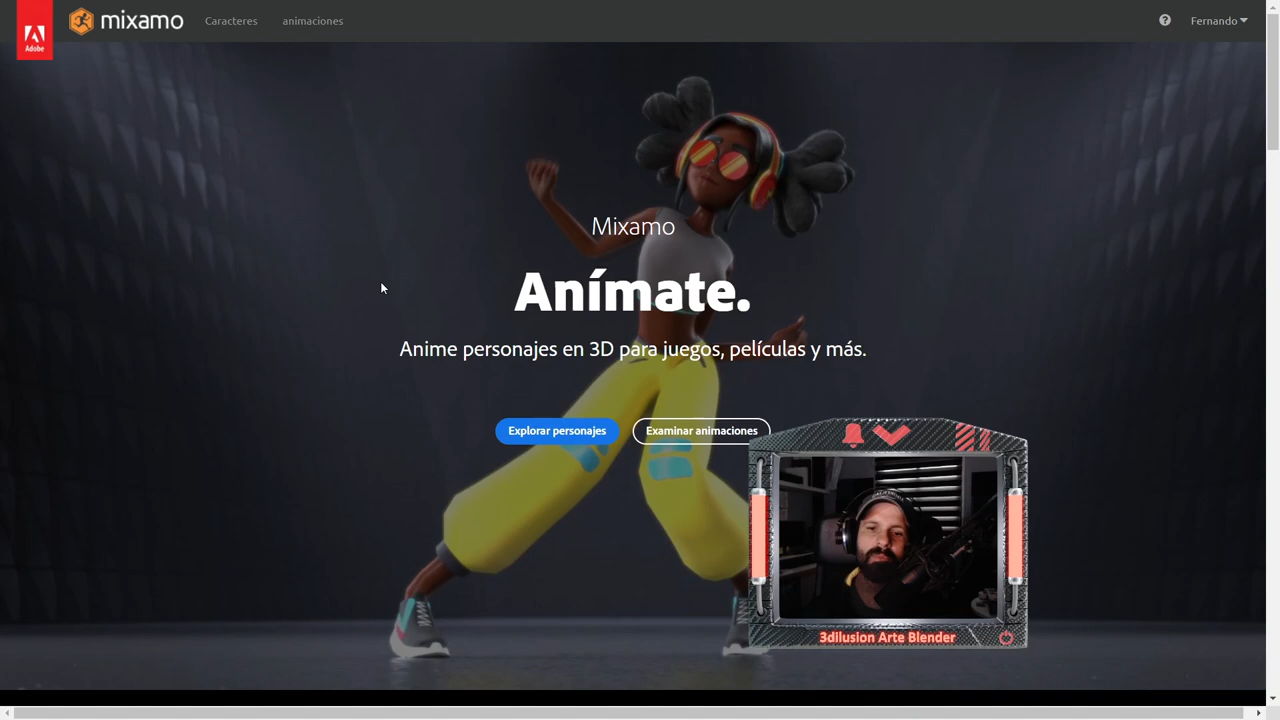 Adobe
mixamo
Caracteres
animaciones
Fernando
Mixamo
Anímate.
Anime personajes en 3D para juegos, películas y más.
Explorar personajes
Examinar animaciones
3dilusion Arte Blender